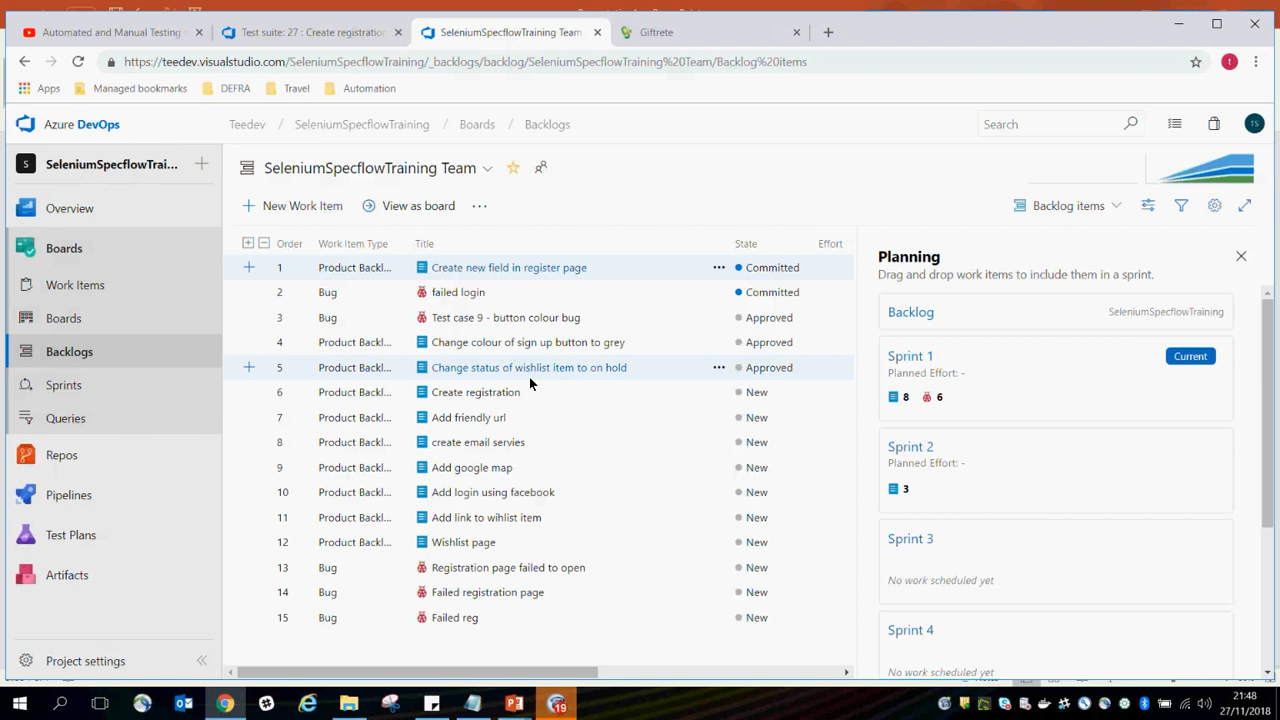 Automated and Manual Testing
Test suite: 27 : Create registration
SeleniumSpecflowTraining Team
Giftrete
https://teedev.visualstudio.com/SeleniumSpecflowTraining/_backlogs/backlog/SeleniumSpecflowTraining%20Team/Backlog%20items
t
Apps
Managed bookmarks
DEFRA
Travel
Automation
Azure DevOps
Teedev / SeleniumSpecflowTraining / Boards / Backlogs
Search
TS
S SeleniumSpecflowTrai...
SeleniumSpecflowTraining Team
Overview
New Work Item
View as board
Backlog items
Boards
Order Work Item Type Title State Effort
Work Items
Boards
Backlogs
Sprints
Queries
Repos
Pipelines
Test Plans
Artifacts
Project settings
1 Product Backl... Create new field in register page Committed
2 Bug failed login Committed
3 Bug Test case 9 - button colour bug Approved
4 Product Backl... Change colour of sign up button to grey Approved
5 Product Backl... Change status of wishlist item to on hold Approved
6 Product Backl... Create registration New
7 Product Backl... Add friendly url New
8 Product Backl... create email servies New
9 Product Backl... Add google map New
10 Product Backl... Add login using facebook New
11 Product Backl... Add link to wihlist item New
12 Product Backl... Wishlist page New
13 Bug Registration page failed to open New
14 Bug Failed registration page New
15 Bug Failed reg New
Planning
Drag and drop work items to include them in a sprint.
Backlog SeleniumSpecflowTraining
Sprint 1 Current
Planned Effort: -
8 6
Sprint 2
Planned Effort: -
3
Sprint 3
No work scheduled yet
Sprint 4
No work scheduled yet
19
21:48
27/11/2018